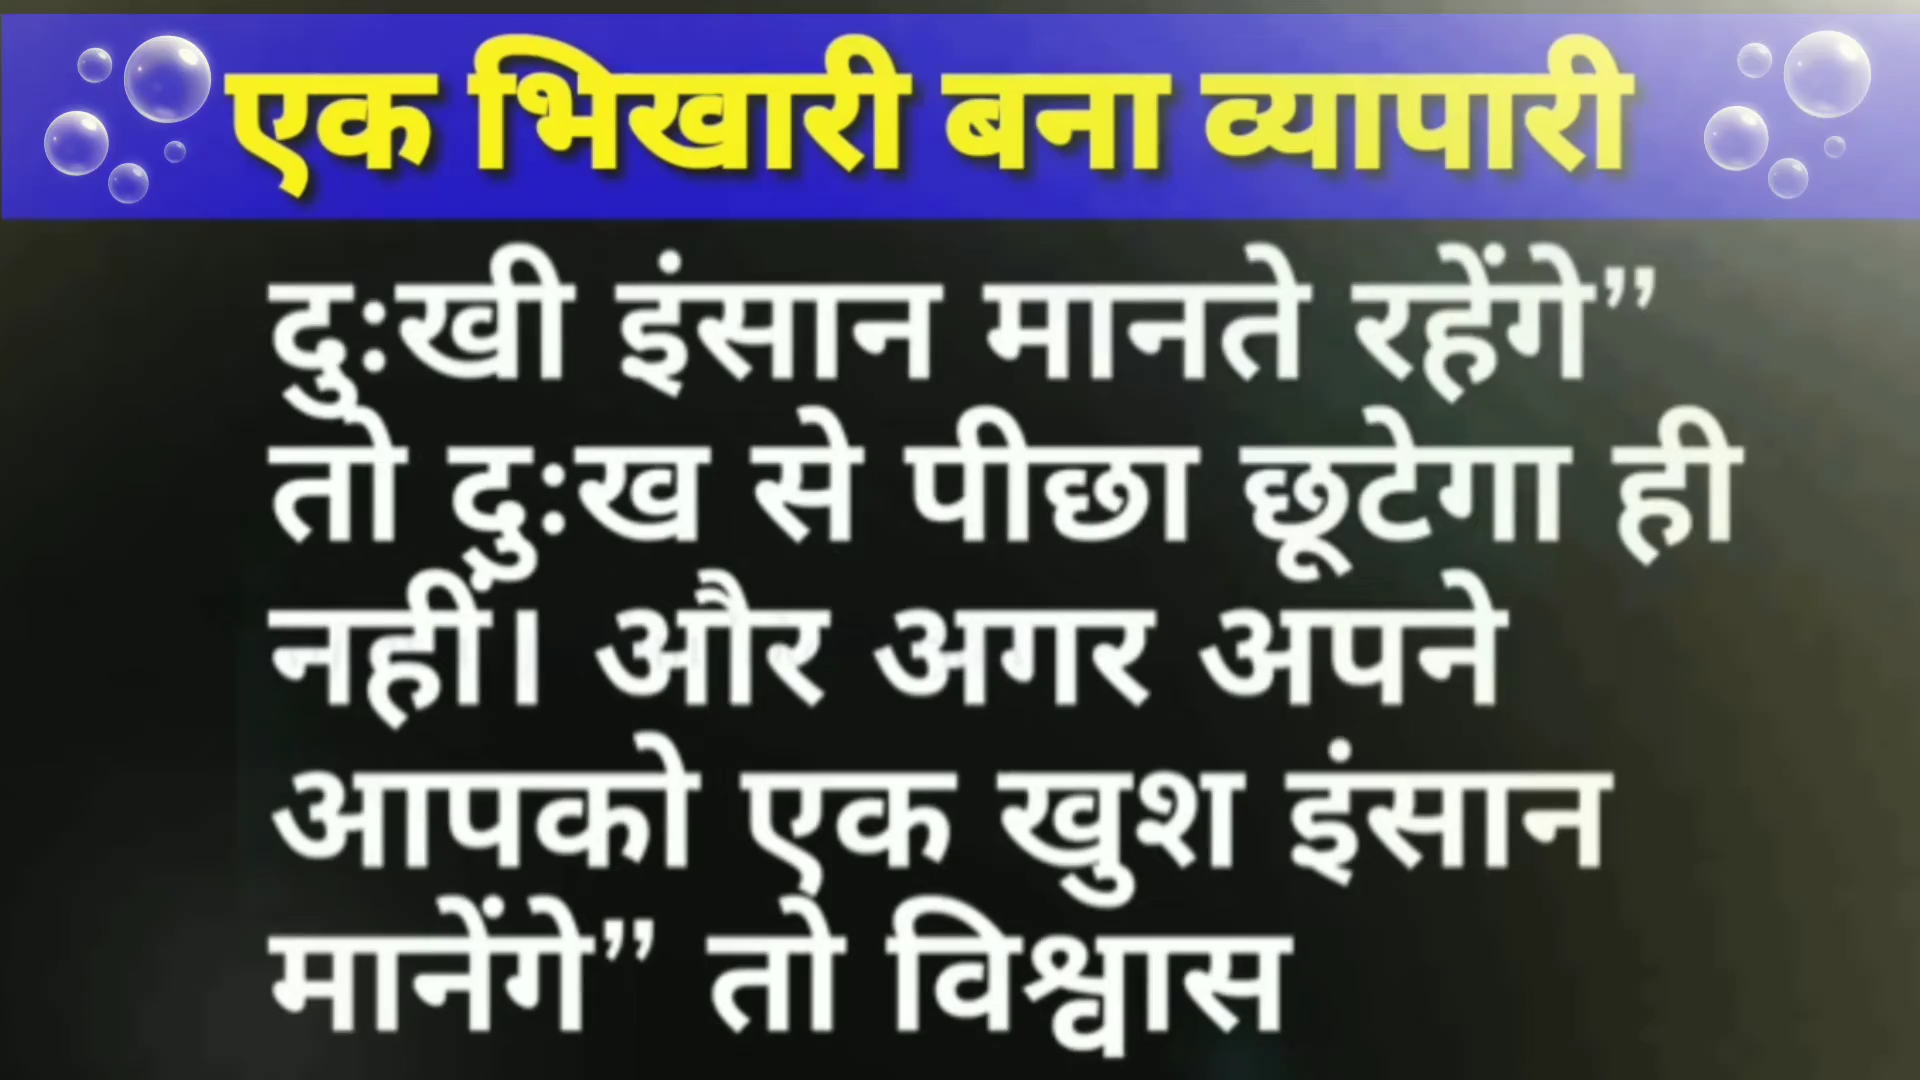 एक भिखारी बना व्यापारी
दुःखी इंसान मानते रहेंगे”
तो दुःख से पीछा छूटेगा ही
नहीं। और अगर अपने
आपको एक खुश इंसान
मानेंगे” तो विश्वास